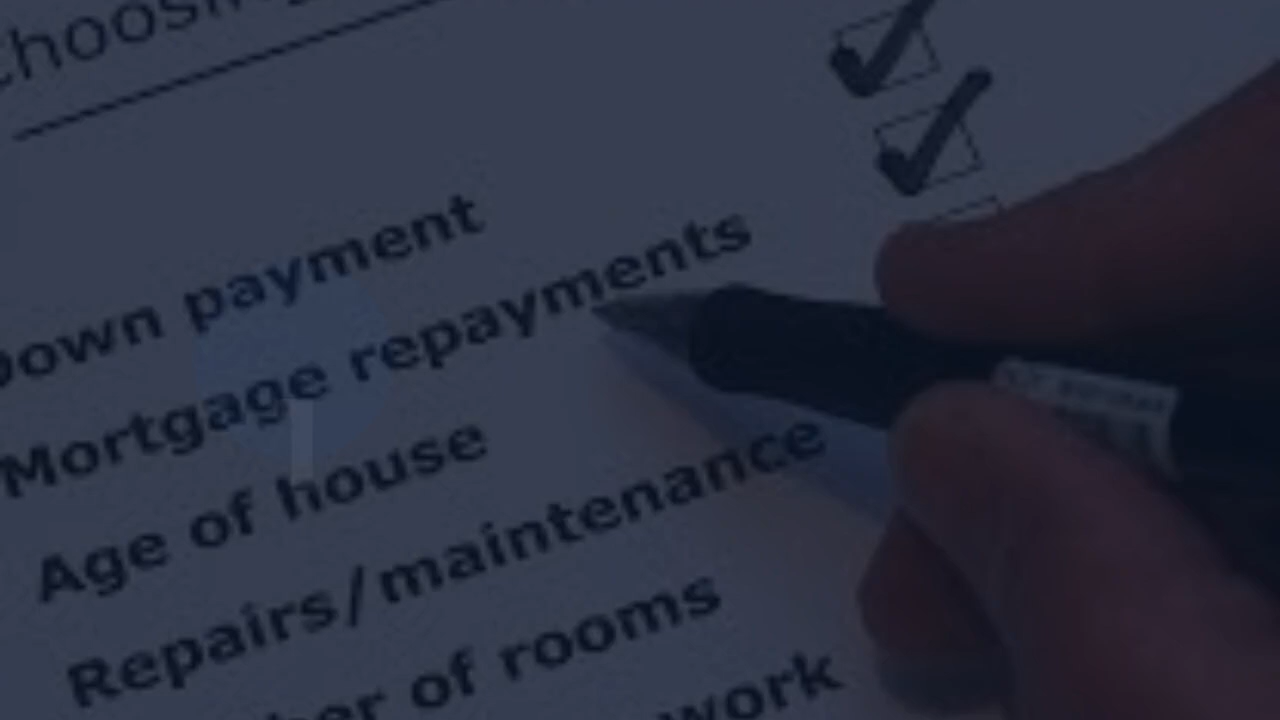 Down payment
Mortgage repayments
Age of house
Repairs/maintenance
of rooms
work